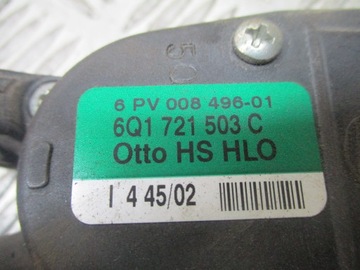 6 PV 008 496-01
6Q1 721 503 C
Otto HS HLO
I 4 45/02